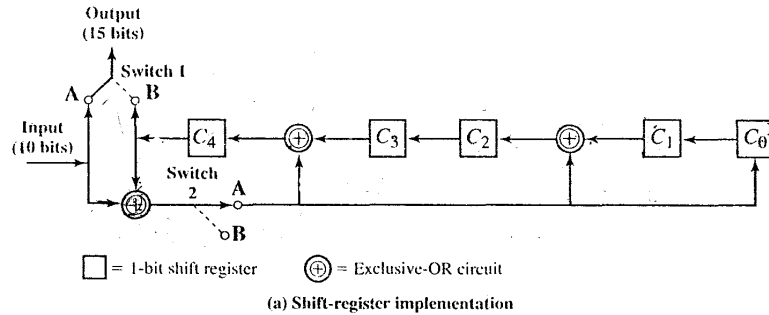 Output
(15 bits)
Switch 1
A
B
Input
(10 bits)
C4
C3
C2
C1
C0
Switch
2
A
B
= 1-bit shift register
= Exclusive-OR circuit
(a) Shift-register implementation